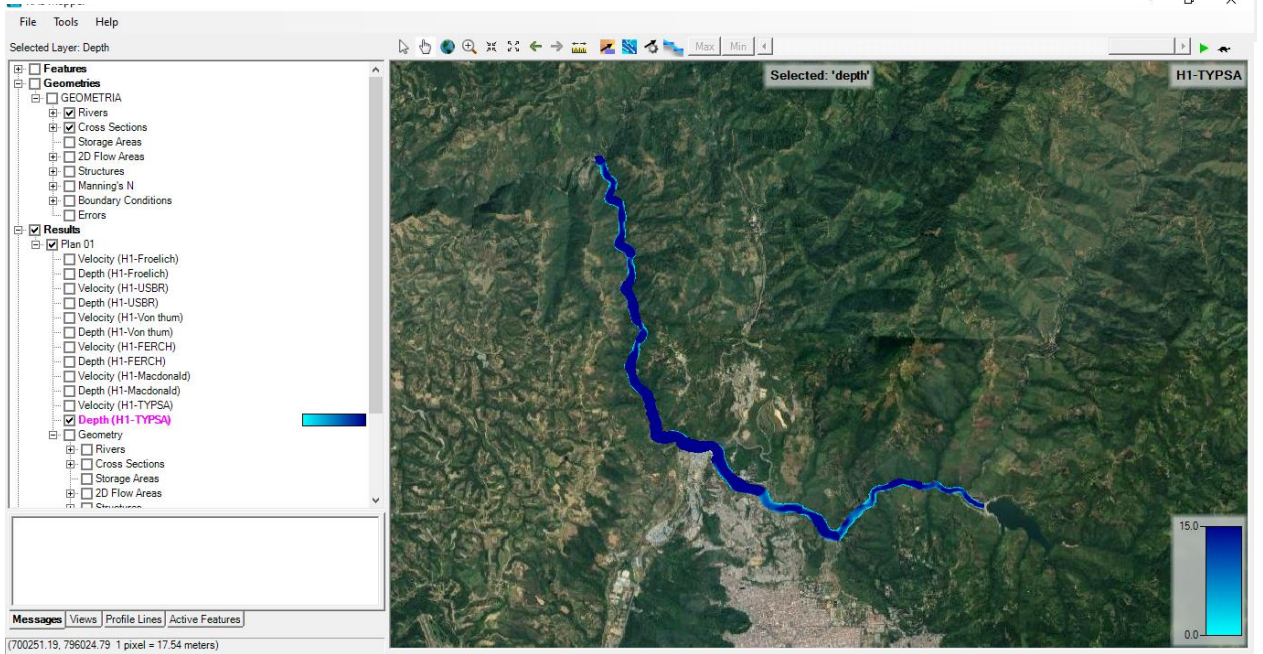 File Tools Help
Selected Layer: Depth
Max Min
Features
Geometries
GEOMETRIA
Rivers
Cross Sections
Storage Areas
2D Flow Areas
Structures
Manning's N
Boundary Conditions
Errors
Results
Plan 01
Velocity (H1-Froelich)
Depth (H1-Froelich)
Velocity (H1-USBR)
Depth (H1-USBR)
Velocity (H1-Von thum)
Depth (H1-Von thum)
Velocity (H1-FERCH)
Depth (H1-FERCH)
Velocity (H1-Macdonald)
Depth (H1-Macdonald)
Velocity (H1-TYPSA)
Depth (H1-TYPSA)
Geometry
Rivers
Cross Sections
Storage Areas
2D Flow Areas
Structures
Selected: 'depth'
H1-TYPSA
15.0
0.0
Messages Views Profile Lines Active Features
(700251.19, 796024.79 1 pixel = 17.54 meters)